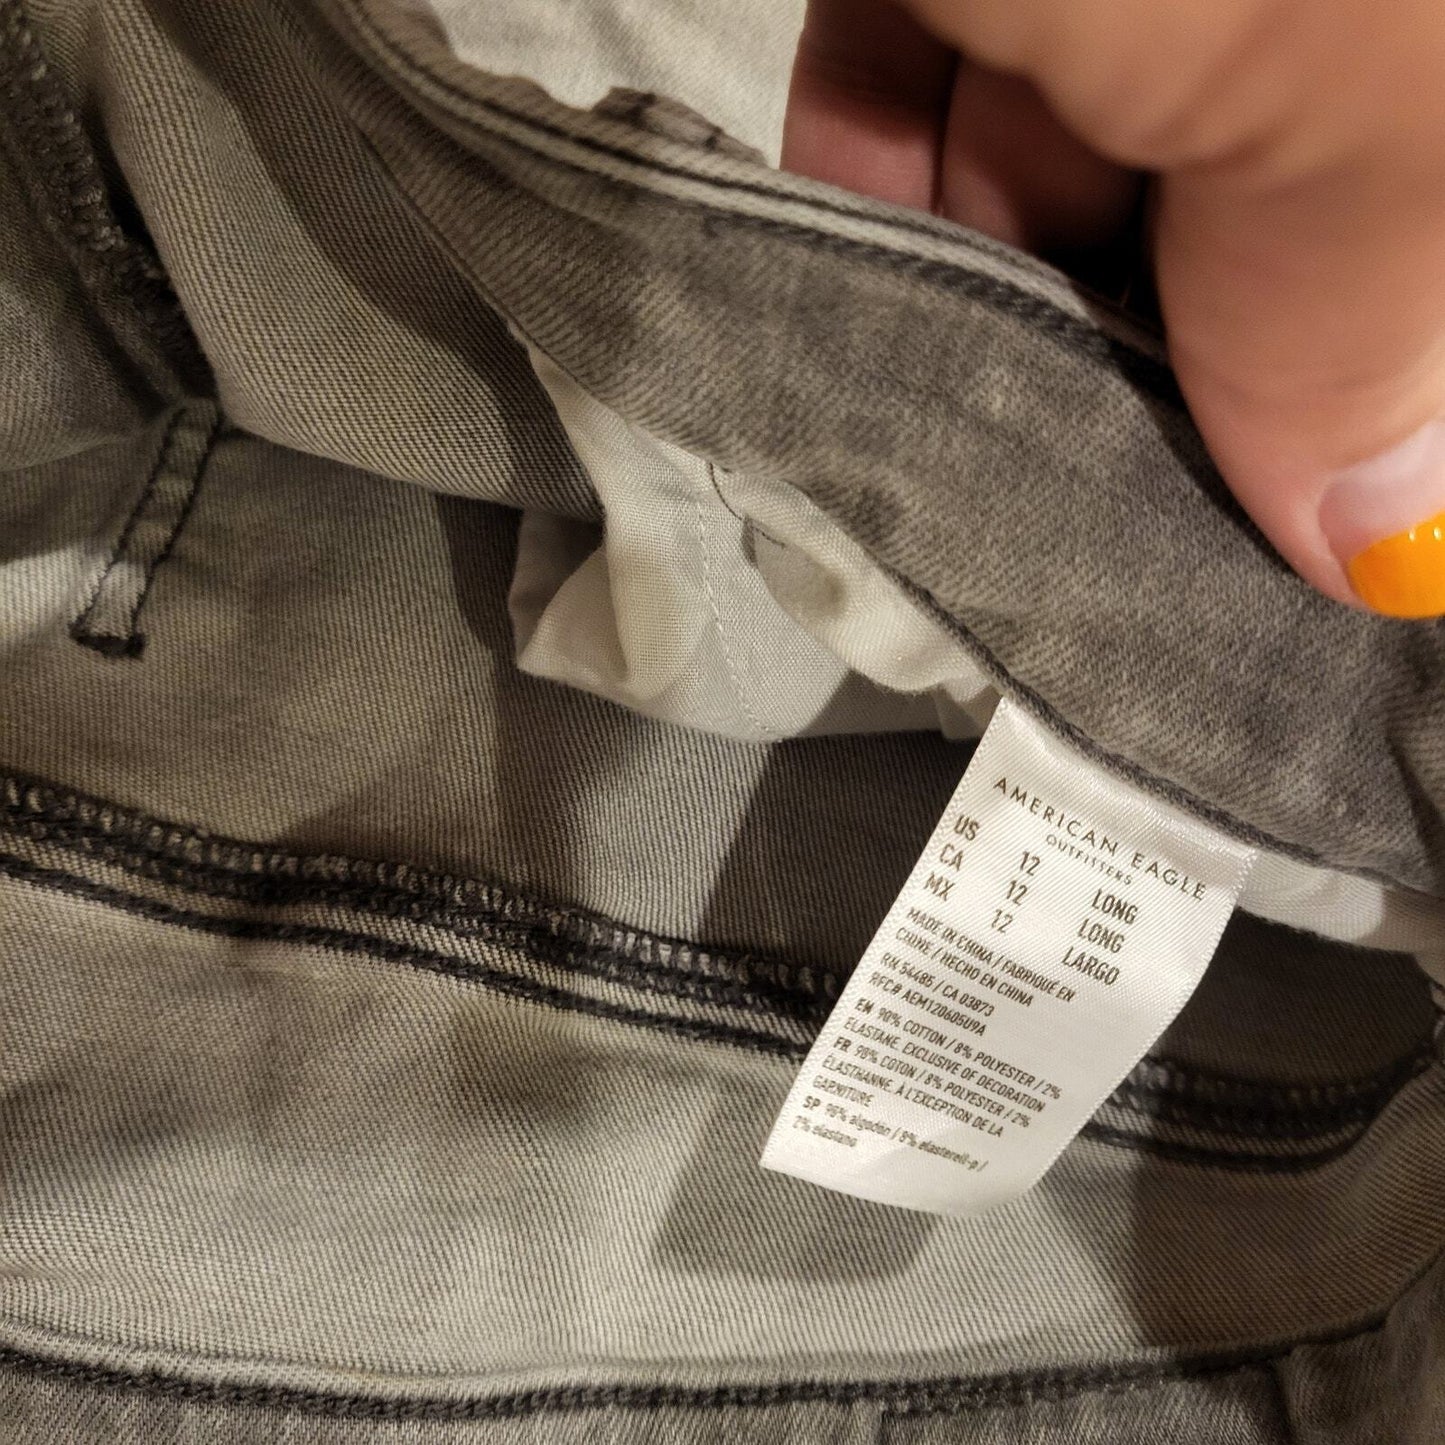 AMERICAN EAGLE
OUTFITTERS
US 12 LONG
CA 12 LONG
MX 12 LARGO
MADE IN CHINA / FABRIQUÉ EN
CHINE / HECHO EN CHINA
RN 54485 / CA 03873
RFC# AEM120605U9A
EN 90% COTTON / 8% POLYESTER / 2%
ELASTANE. EXCLUSIVE OF DECORATION
FR 90% COTON / 8% POLYESTER / 2%
ÉLASTHANNE. À L'EXCEPTION DE LA
GARNITURE
SP 90% algodón / 8% elasterell-p /
2% elastano